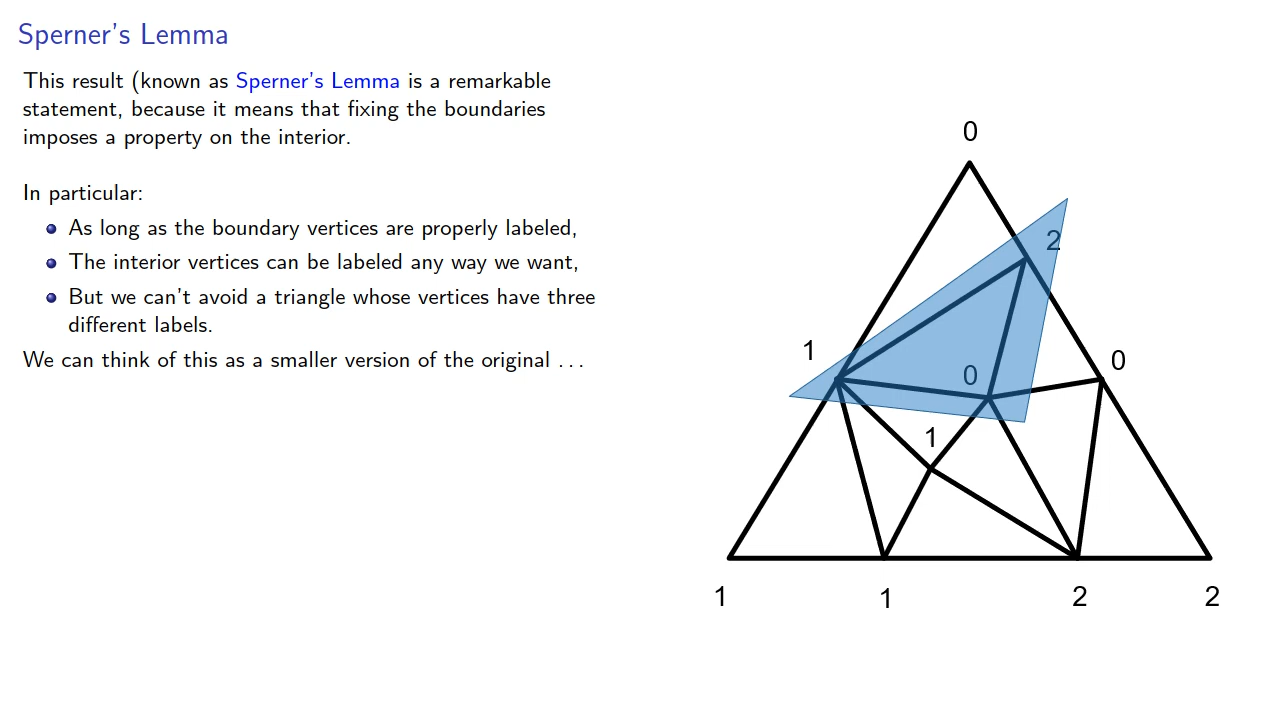 Sperner's Lemma
This result (known as Sperner's Lemma is a remarkable
statement, because it means that fixing the boundaries
imposes a property on the interior.
In particular:
As long as the boundary vertices are properly labeled,
The interior vertices can be labeled any way we want,
But we can't avoid a triangle whose vertices have three
different labels.
We can think of this as a smaller version of the original ...
0
2
1
0
0
1
1
1
2
2